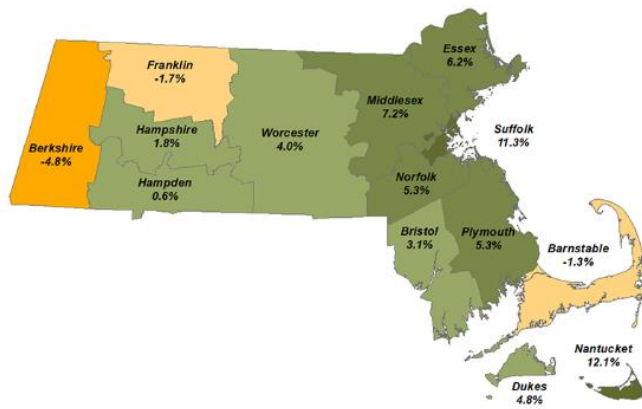 Essex
6.2%
Franklin
-1.7%
Middlesex
7.2%
Suffolk
11.3%
Hampshire
1.8%
Worcester
4.0%
Berkshire
-4.8%
Hampden
0.6%
Norfolk
5.3%
Bristol
3.1%
Plymouth
5.3%
Barnstable
-1.3%
Nantucket
12.1%
Dukes
4.8%